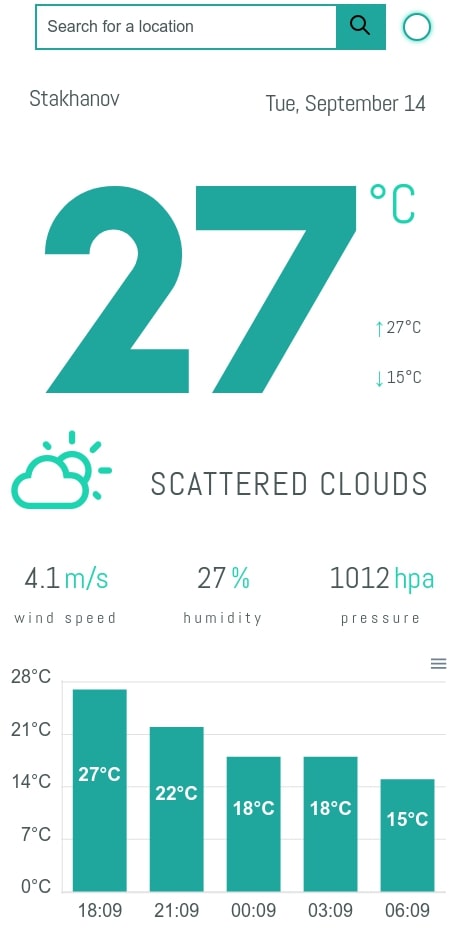 Search for a location
Stakhanov
Tue, September 14
27 °C
↑27°C
↓15°C
SCATTERED CLOUDS
4.1 m/s 27 % 1012 hpa
wind speed humidity pressure
28°C
21°C
14°C
7°C
0°C
27°C 22°C 18°C 18°C 15°C
18:09 21:09 00:09 03:09 06:09